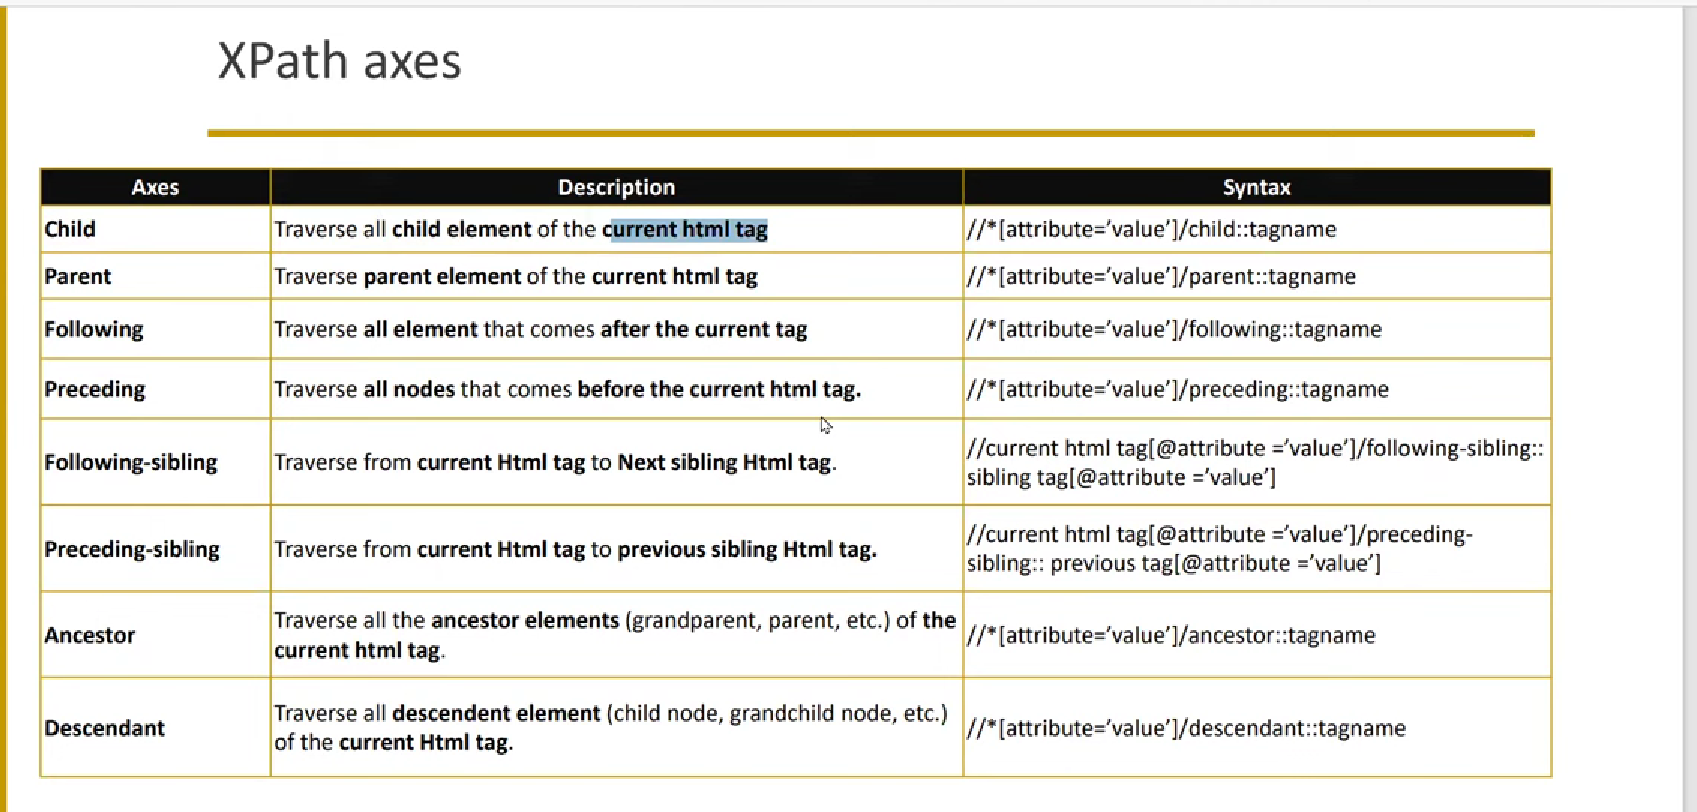 XPath axes
Axes Description Syntax
Child Traverse all child element of the current html tag //*[attribute=’value’]/child::tagname
Parent Traverse parent element of the current html tag //*[attribute=’value’]/parent::tagname
Following Traverse all element that comes after the current tag //*[attribute=’value’]/following::tagname
Preceding Traverse all nodes that comes before the current html tag. //*[attribute=’value’]/preceding::tagname
Following-sibling Traverse from current Html tag to Next sibling Html tag. //current html tag[@attribute =’value’]/following-sibling::
sibling tag[@attribute =’value’]
Preceding-sibling Traverse from current Html tag to previous sibling Html tag. //current html tag[@attribute =’value’]/preceding-
sibling:: previous tag[@attribute =’value’]
Ancestor Traverse all the ancestor elements (grandparent, parent, etc.) of the
current html tag. //*[attribute=’value’]/ancestor::tagname
Descendant Traverse all descendent element (child node, grandchild node, etc.)
of the current Html tag. //*[attribute=’value’]/descendant::tagname